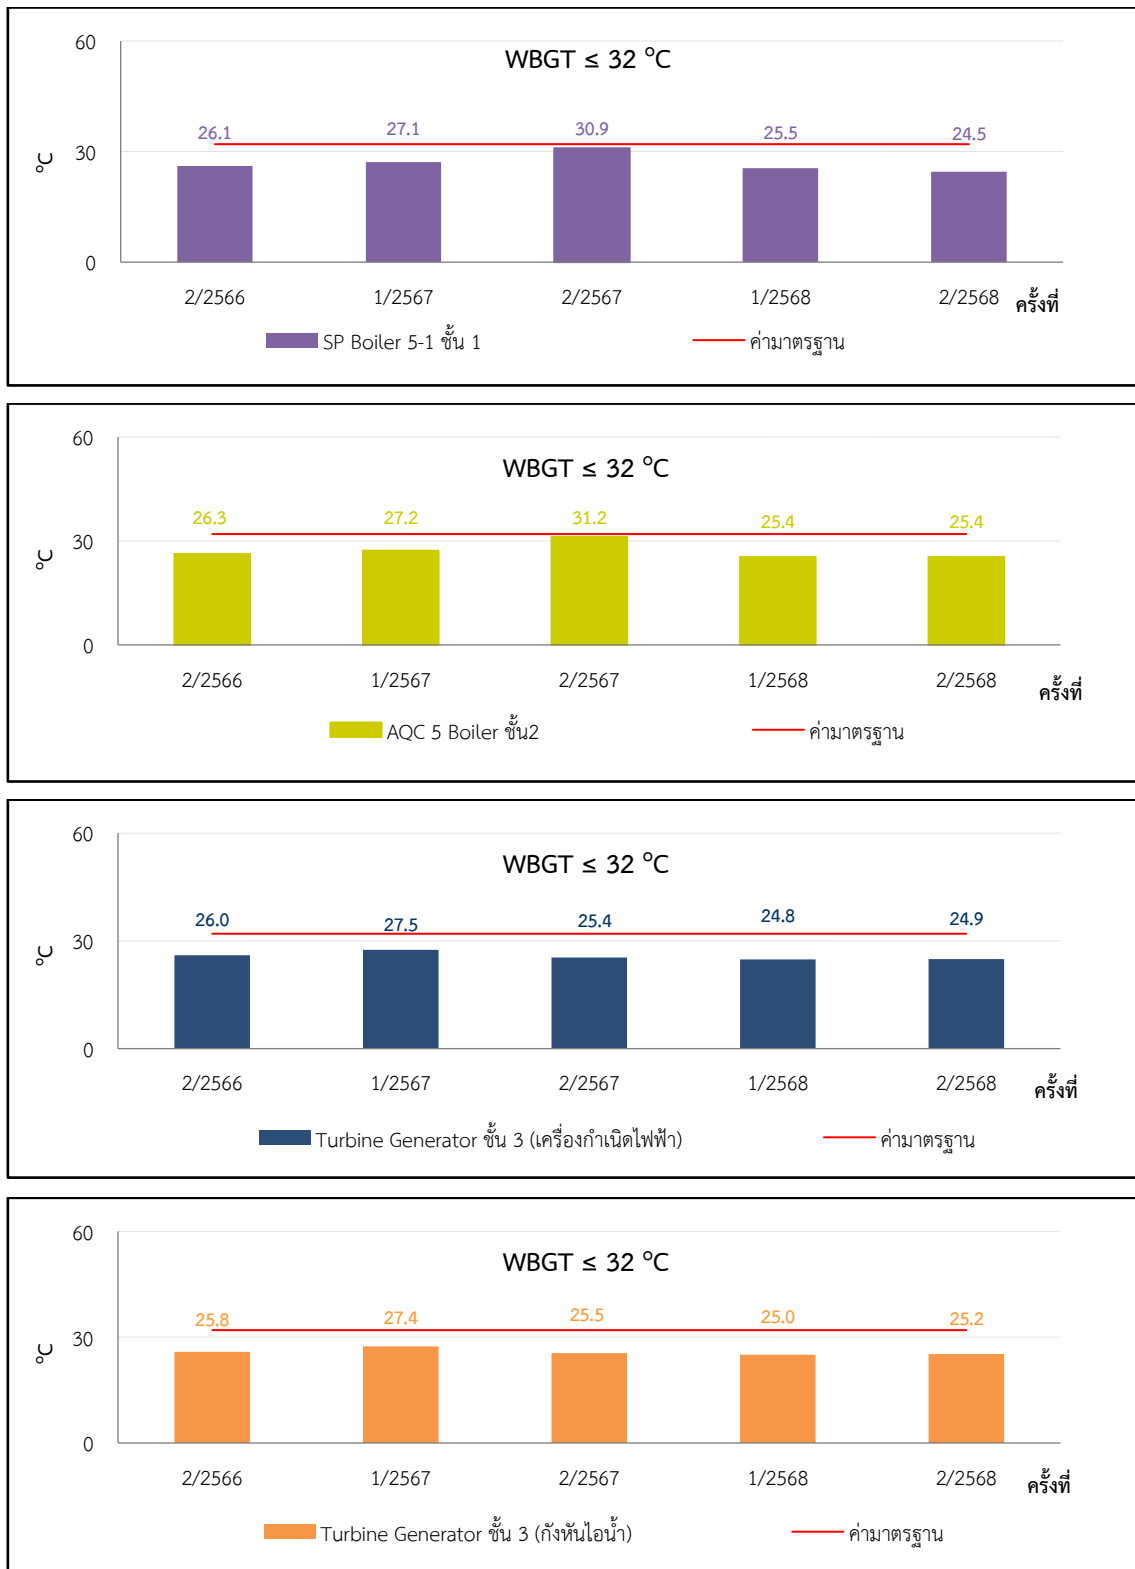 60
WBGT ≤ 32 °C
26.1 27.1 30.9 25.5 24.5
30
°C
0
2/2566 1/2567 2/2567 1/2568 2/2568 ครั้งที่
SP Boiler 5-1 ชั้น 1 ค่ามาตรฐาน
60
WBGT ≤ 32 °C
26.3 27.2 31.2 25.4 25.4
30
°C
0
2/2566 1/2567 2/2567 1/2568 2/2568 ครั้งที่
AQC 5 Boiler ชั้น2 ค่ามาตรฐาน
60
WBGT ≤ 32 °C
26.0 27.5 25.4 24.8 24.9
30
°C
0
2/2566 1/2567 2/2567 1/2568 2/2568 ครั้งที่
Turbine Generator ชั้น 3 (เครื่องกำเนิดไฟฟ้า) ค่ามาตรฐาน
60
WBGT ≤ 32 °C
25.8 27.4 25.5 25.0 25.2
30
°C
0
2/2566 1/2567 2/2567 1/2568 2/2568 ครั้งที่
Turbine Generator ชั้น 3 (กังหันไอน้ำ) ค่ามาตรฐาน